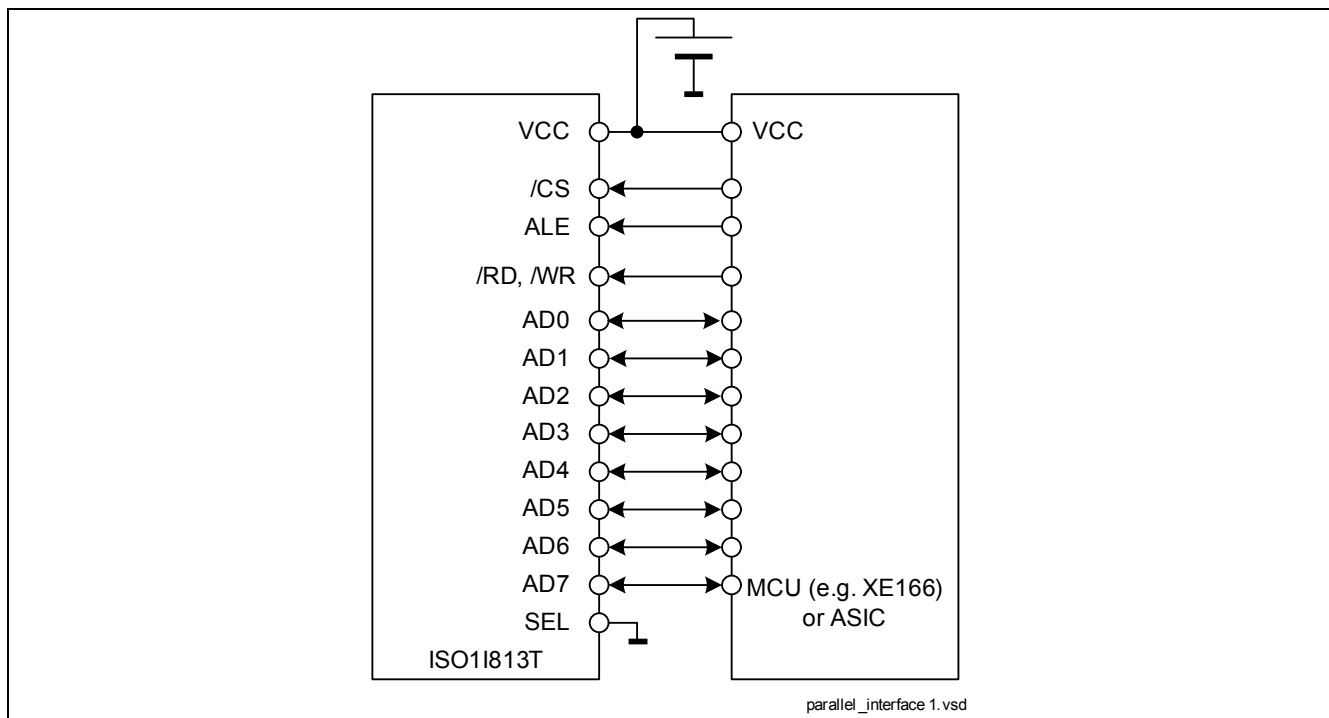 VCC
VCC
/CS
ALE
/RD, /WR
AD0
AD1
AD2
AD3
AD4
AD5
AD6
AD7
MCU (e.g. XE166)
or ASIC
SEL
ISO1I813T
parallel_interface 1.vsd